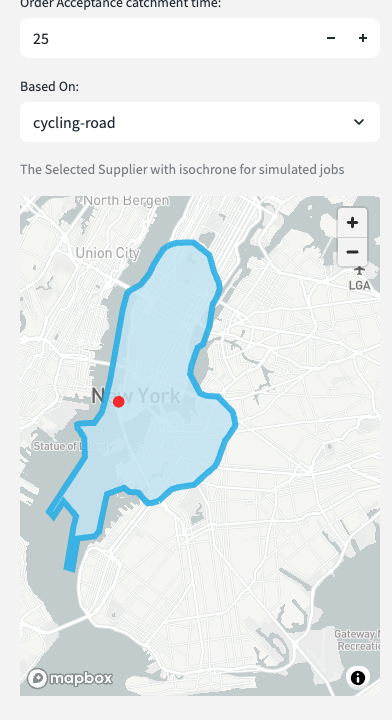 Order Acceptance catchment time:
25
Based On:
cycling-road
The Selected Supplier with isochrone for simulated jobs
North Bergen
Union City
LGA
New York
Statue of L
Gateway N
Recreatio
mapbox